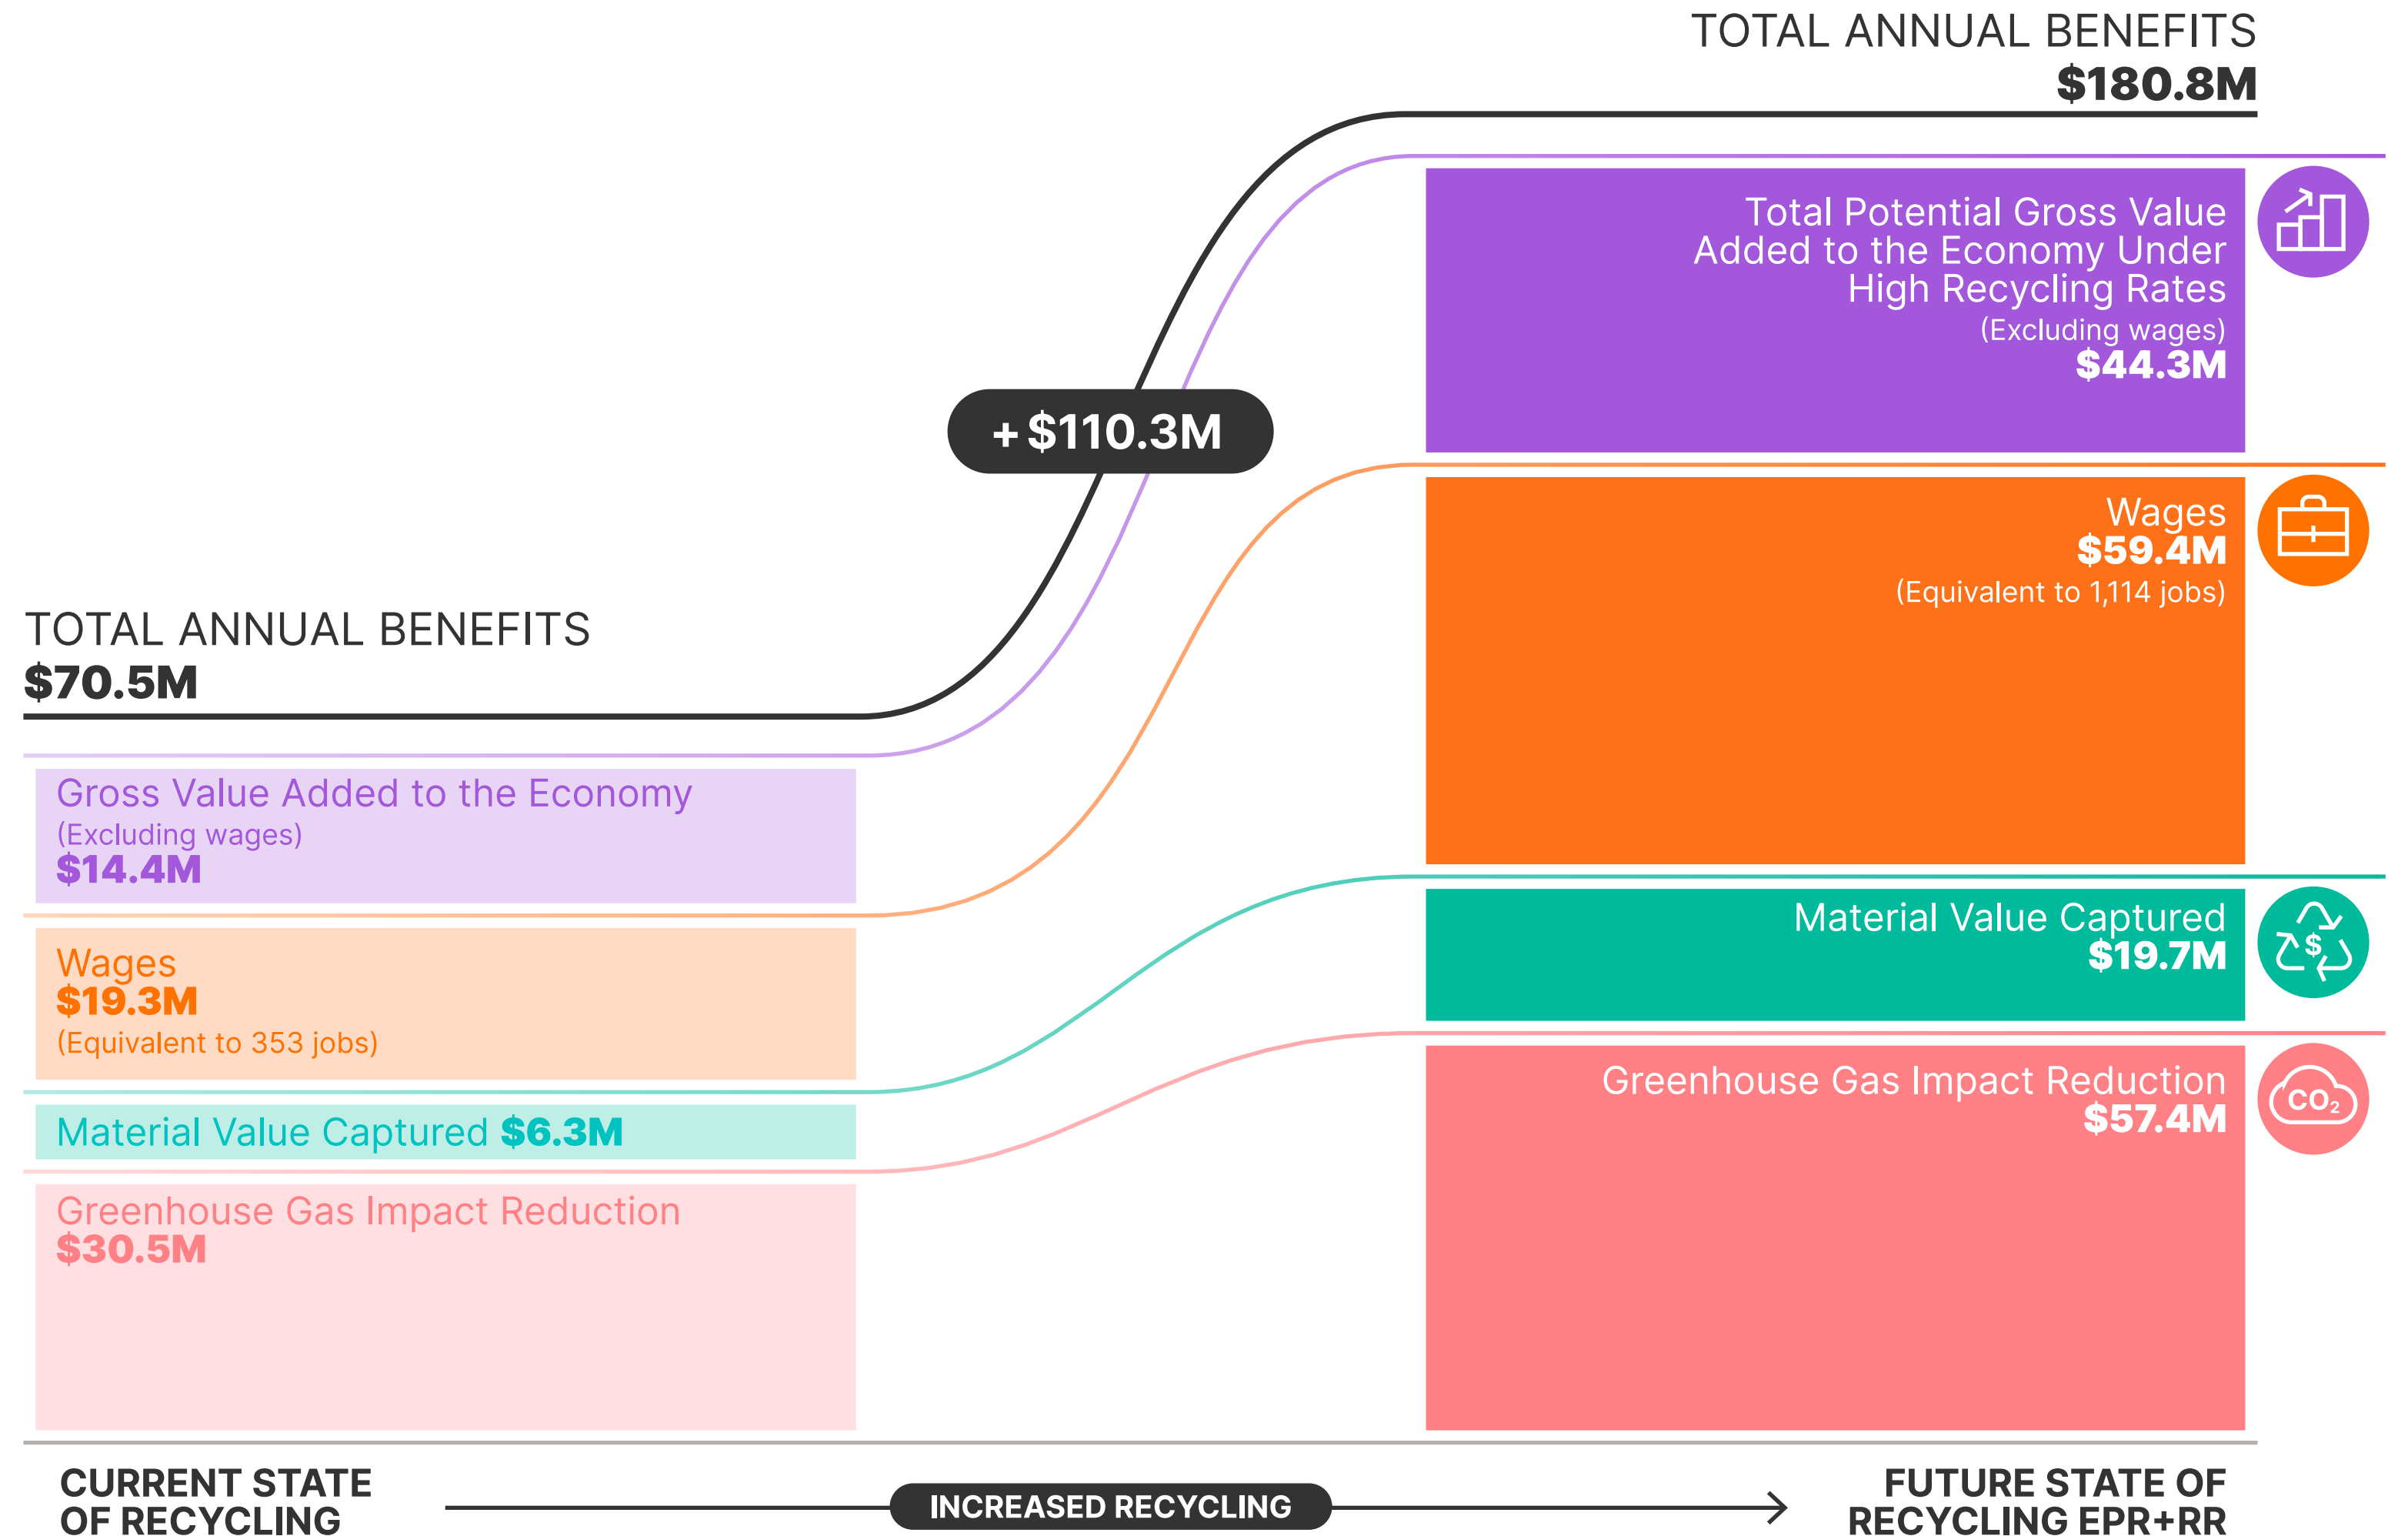 TOTAL ANNUAL BENEFITS
$180.8M
Total Potential Gross Value
Added to the Economy Under
High Recycling Rates
(Excluding wages)
$44.3M
+ $110.3M
Wages
$59.4M
(Equivalent to 1,114 jobs)
TOTAL ANNUAL BENEFITS
$70.5M
Gross Value Added to the Economy
(Excluding wages)
$14.4M
Wages
$19.3M
(Equivalent to 353 jobs)
Material Value Captured $6.3M
Greenhouse Gas Impact Reduction
$30.5M
Material Value Captured
$19.7M
$
Greenhouse Gas Impact Reduction
$57.4M
CO₂
CURRENT STATE
OF RECYCLING
INCREASED RECYCLING
FUTURE STATE OF
RECYCLING EPR+RR